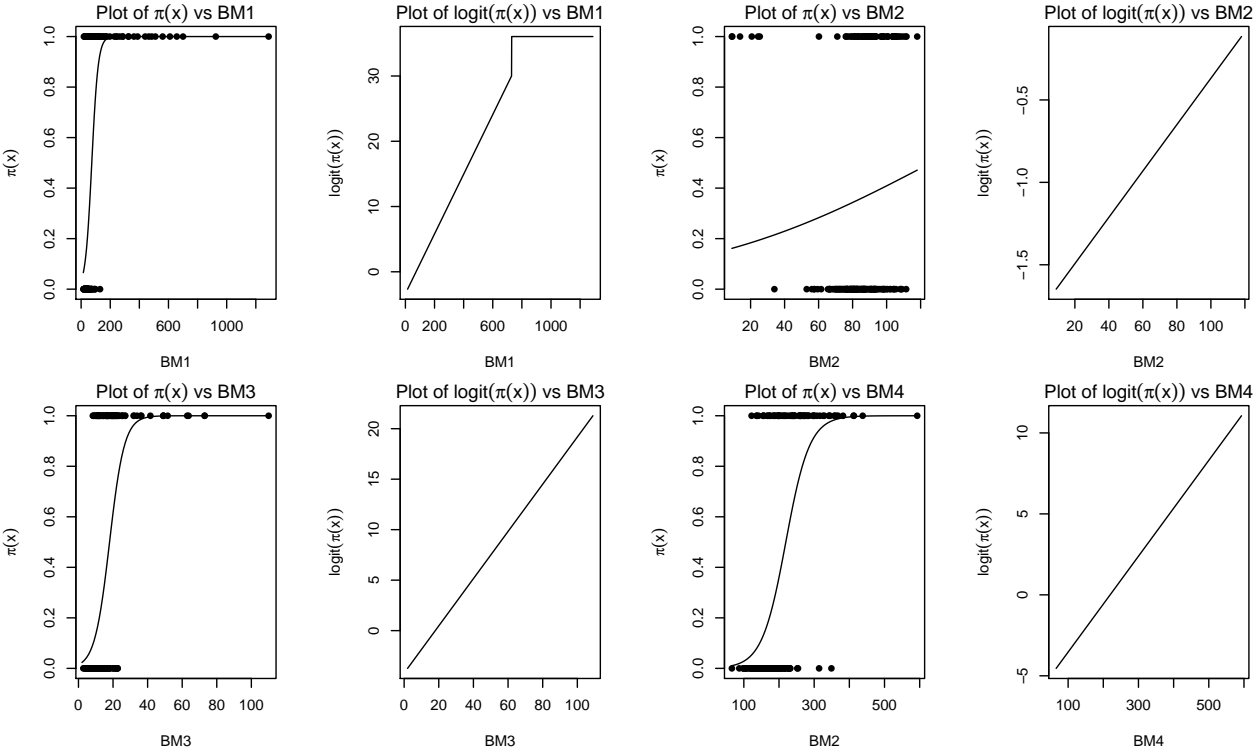 Plot of π(x) vs BM1
π(x)
0.0 0.2 0.4 0.6 0.8 1.0
0 200 600 1000
BM1
Plot of logit(π(x)) vs BM1
logit(π(x))
0 10 20 30
0 200 600 1000
BM1
Plot of π(x) vs BM2
π(x)
0.0 0.2 0.4 0.6 0.8 1.0
20 40 60 80 100
BM2
Plot of logit(π(x)) vs BM2
logit(π(x))
−1.5 −1.0 −0.5
20 40 60 80 100
BM2
Plot of π(x) vs BM3
π(x)
0.0 0.2 0.4 0.6 0.8 1.0
0 20 40 60 80 100
BM3
Plot of logit(π(x)) vs BM3
logit(π(x))
0 5 10 15 20
0 20 40 60 80 100
BM3
Plot of π(x) vs BM4
π(x)
0.0 0.2 0.4 0.6 0.8 1.0
100 300 500
BM2
Plot of logit(π(x)) vs BM4
logit(π(x))
−5 0 5 10
100 300 500
BM4